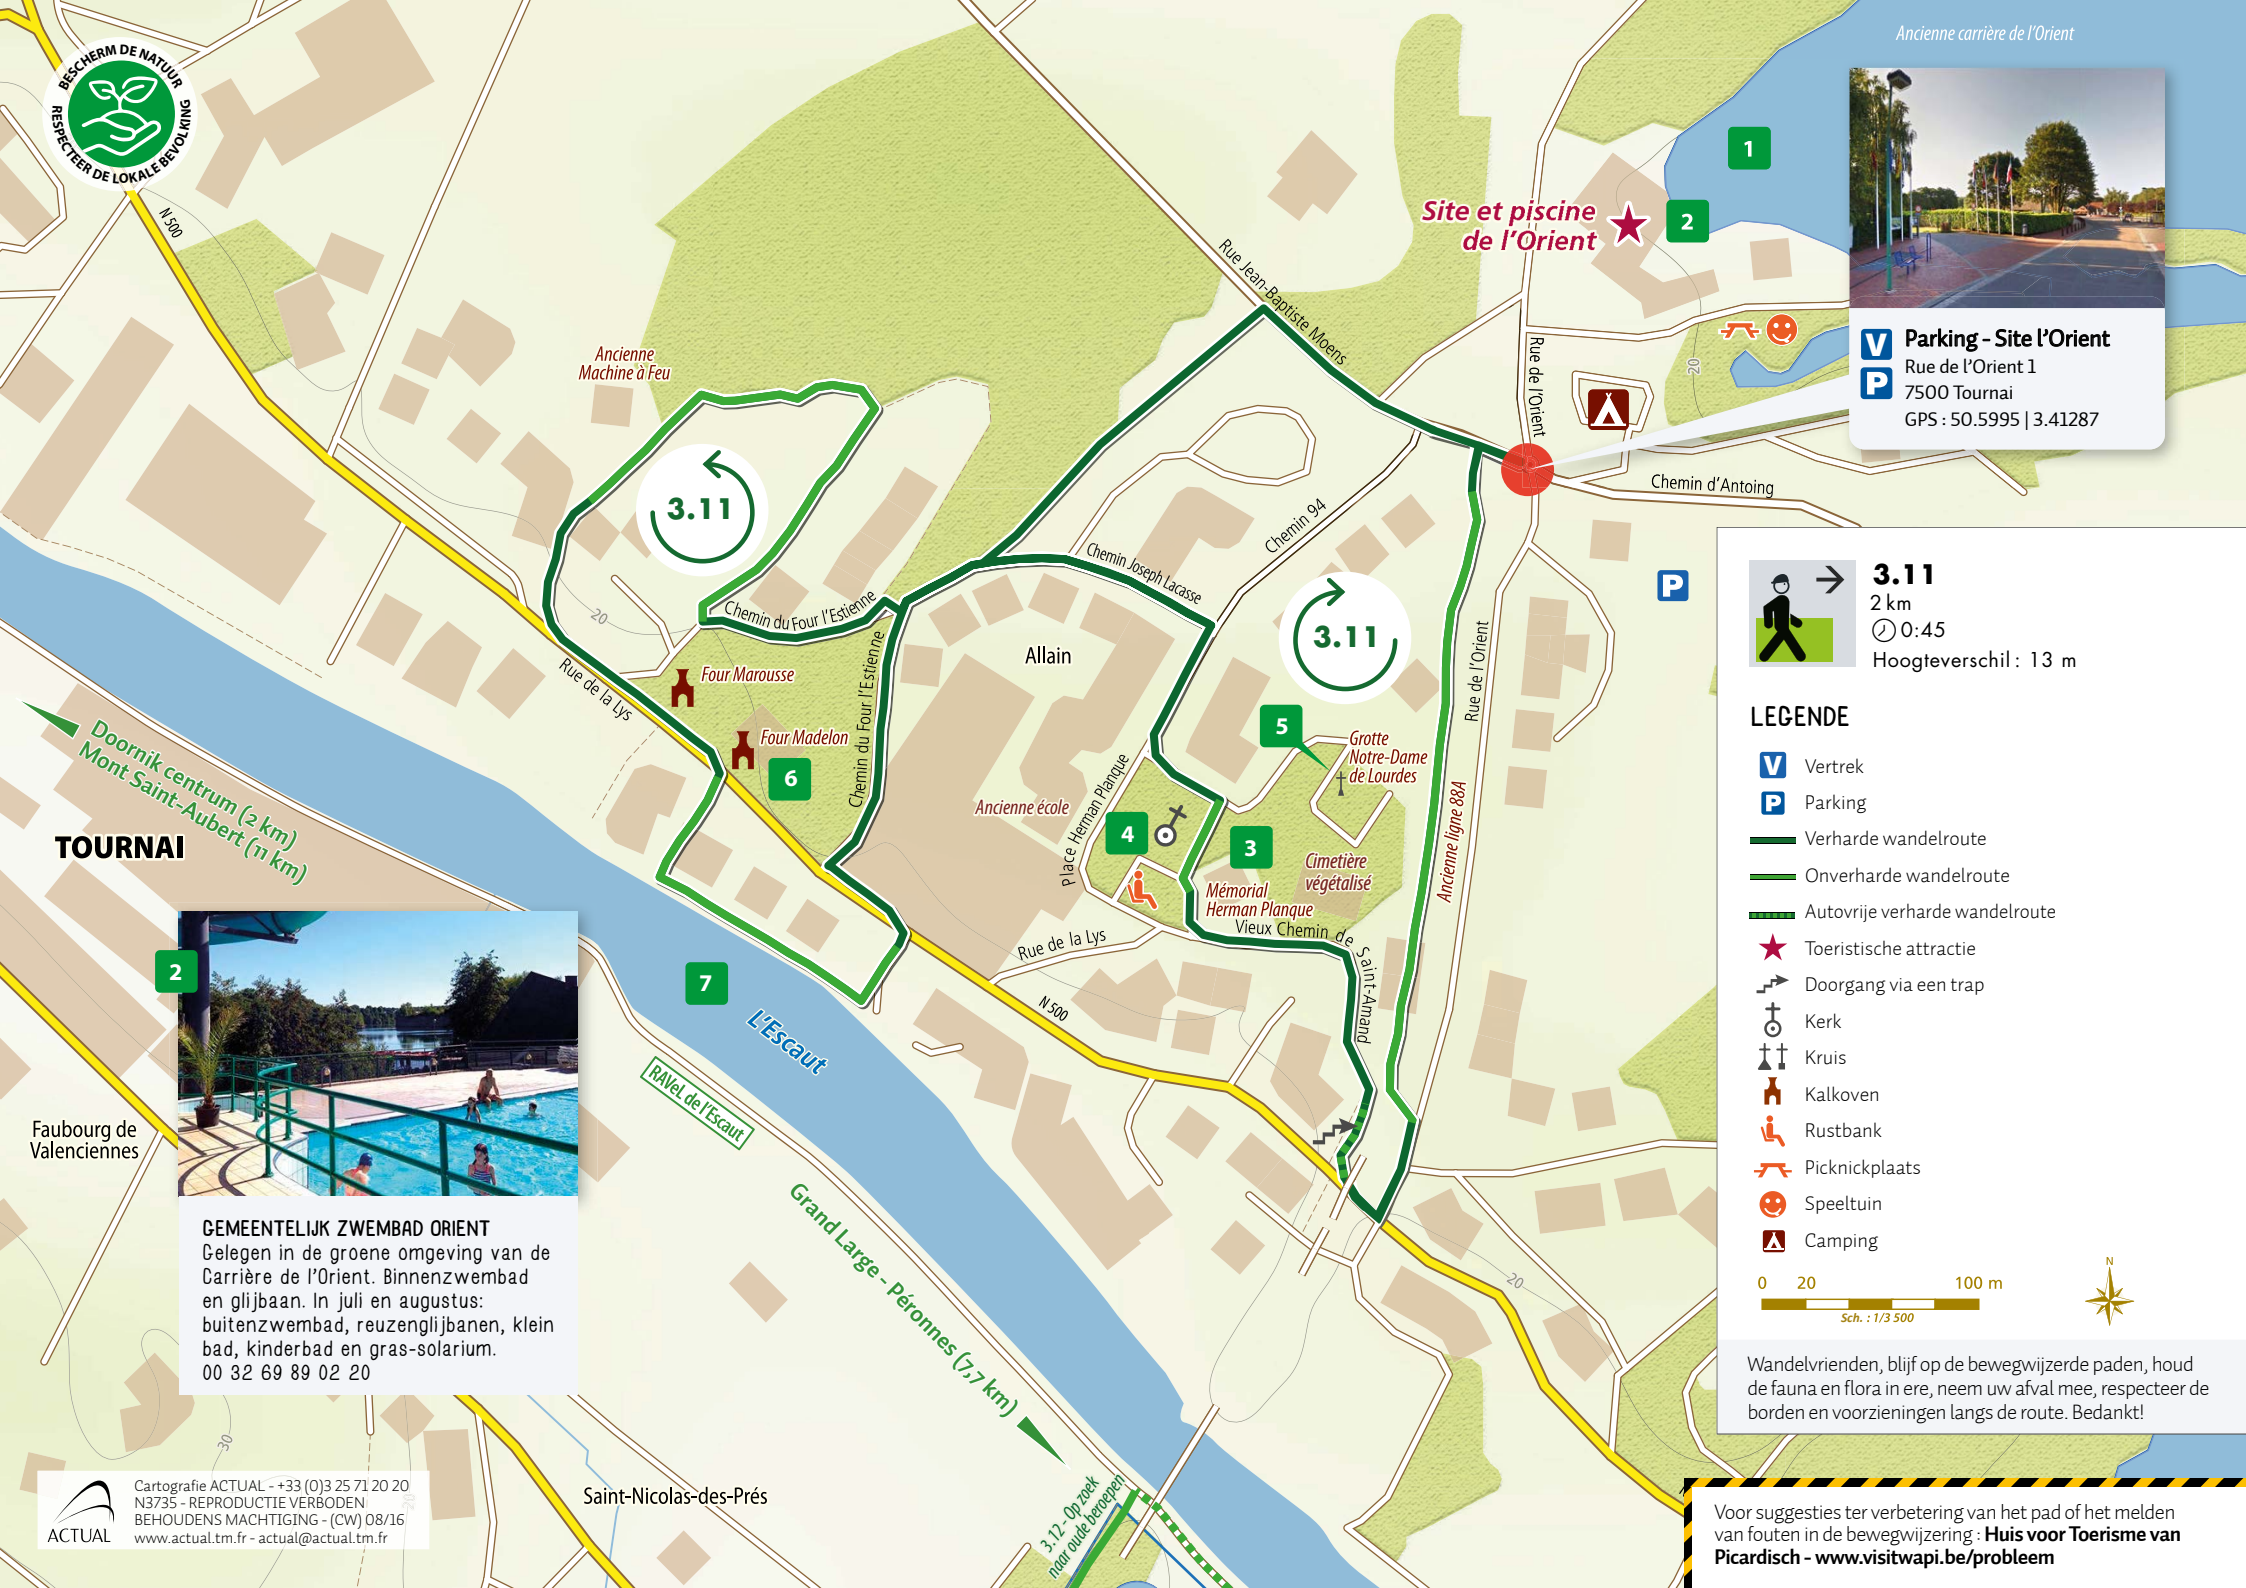 BESCHERM DE NATUUR
RESPECTEER DE LOKALE BEVOLKING
N 500
Ancienne carrière de l'Orient
1
Site et piscine
de l'Orient
2
Rue Jean-Baptiste Moens
Rue de l'Orient
20
V Parking - Site l'Orient
P Rue de l'Orient 1
7500 Tournai
GPS : 50.5995 | 3.41287
Ancienne
Machine à Feu
3.11
Chemin d'Antoing
Chemin 94
Chemin Joseph Lacasse
Chemin du Four l'Estienne
20
P
3.11
Allain
Rue de l'Orient
Four Marousse
Rue de la Lys
Four Madelon
6
Chemin du Four l'Estienne
5
Grotte
Notre-Dame
de Lourdes
Ancienne école
Place Herman Planque
4
3
Cimetière
végétalisé
Mémorial
Herman Planque
Ancienne ligne 88A
Vieux Chemin de Saint-Amand
Rue de la Lys
N 500
Doornik centrum (2 km)
Mont Saint-Aubert (11 km)
TOURNAI
2
7
L'Escaut
RAVeL de l'Escaut
Faubourg de
Valenciennes
Grand Large - Péronnes (7,7 km)
20
GEMEENTELIJK ZWEMBAD ORIENT
Gelegen in de groene omgeving van de
Carrière de l'Orient. Binnenzwembad
en glijbaan. In juli en augustus:
buitenzwembad, reuzenglijbanen, klein
bad, kinderbad en gras-solarium.
00 32 69 89 02 20
30
20
Saint-Nicolas-des-Prés
3.12 - Op zoek
naar oude beroepen
ACTUAL
Cartografie ACTUAL - +33 (0)3 25 71 20 20
N3735 - REPRODUCTIE VERBODEN
BEHOUDENS MACHTIGING - (CW) 08/16
www.actual.tm.fr - actual@actual.tm.fr
3.11
2 km
0:45
Hoogteverschil : 13 m
LEGENDE
V Vertrek
P Parking
Verharde wandelroute
Onverharde wandelroute
Autovrije verharde wandelroute
Toeristische attractie
Doorgang via een trap
Kerk
Kruis
Kalkoven
Rustbank
Picknickplaats
Speeltuin
Camping
0 20 100 m
Sch. : 1/3 500
N
Wandelvrienden, blijf op de bewegwijzerde paden, houd
de fauna en flora in ere, neem uw afval mee, respecteer de
borden en voorzieningen langs de route. Bedankt!
Voor suggesties ter verbetering van het pad of het melden
van fouten in de bewegwijzering : Huis voor Toerisme van
Picardisch - www.visitwapi.be/probleem